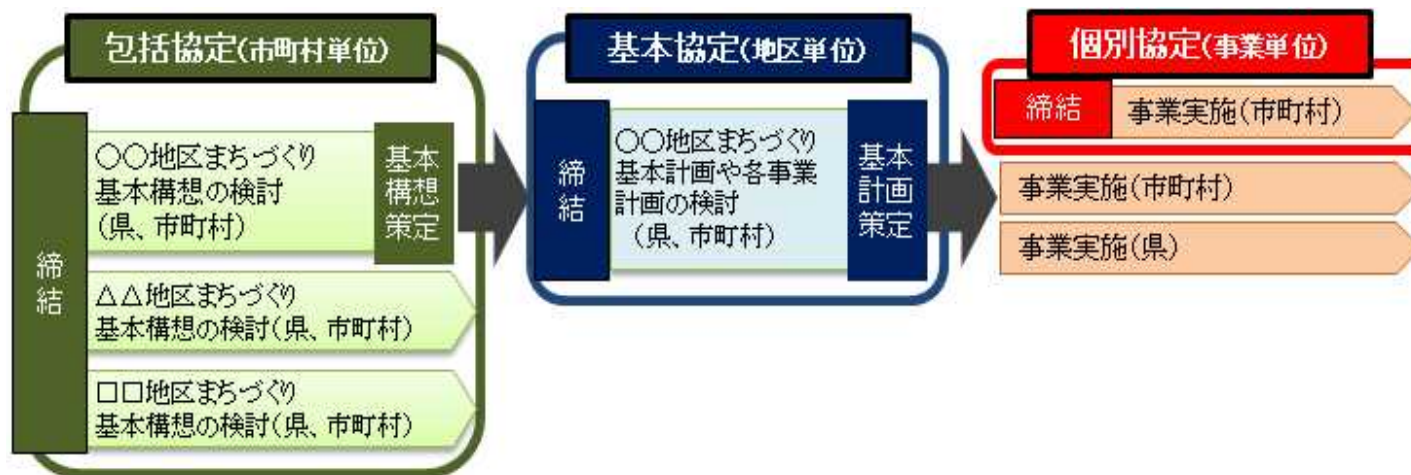 包括協定(市町村単位)
締結
〇〇地区まちづくり
基本構想の検討
(県、市町村)
基本構想策定
△△地区まちづくり
基本構想の検討(県、市町村)
□□地区まちづくり
基本構想の検討(県、市町村)
基本協定(地区単位)
締結
〇〇地区まちづくり
基本計画や各事業
計画の検討
(県、市町村)
基本計画策定
個別協定(事業単位)
締結
事業実施(市町村)
事業実施(市町村)
事業実施(県)